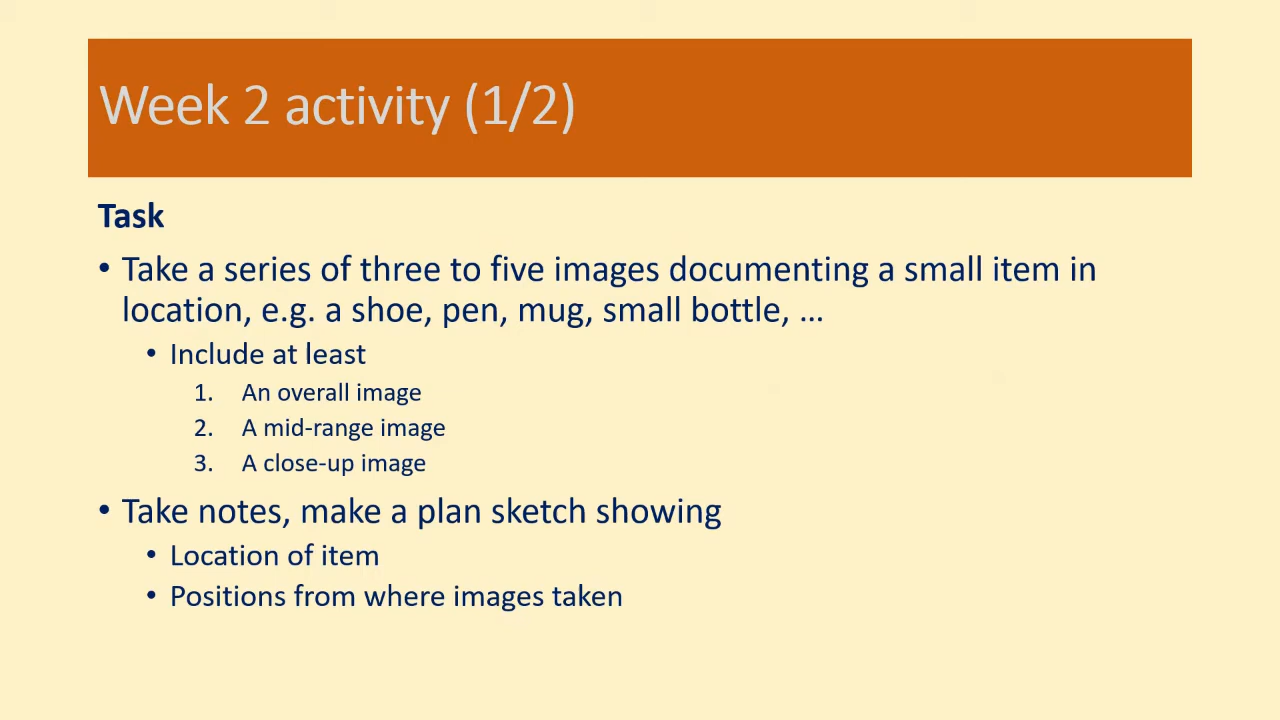 Week 2 activity (1/2)
Task
• Take a series of three to five images documenting a small item in
location, e.g. a shoe, pen, mug, small bottle, …
• Include at least
1. An overall image
2. A mid-range image
3. A close-up image
• Take notes, make a plan sketch showing
• Location of item
• Positions from where images taken